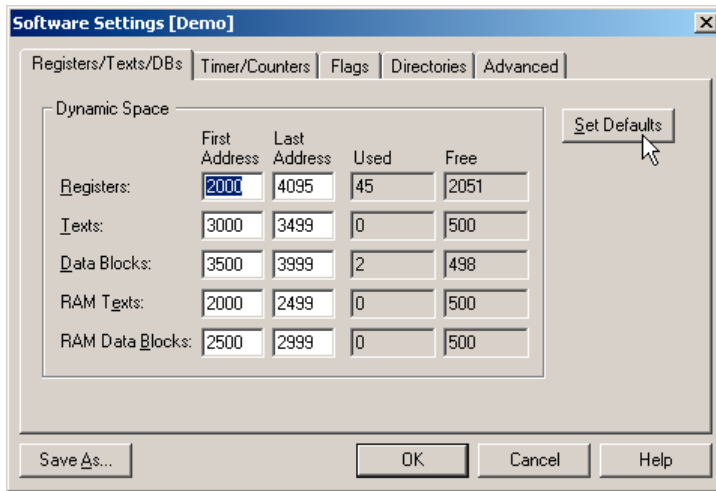 Software Settings [Demo]
Registers/Texts/DBs Timer/Counters Flags Directories Advanced
Dynamic Space
Set Defaults
First Address Last Address Used Free
Registers: 2000 4095 45 2051
Texts: 3000 3499 0 500
Data Blocks: 3500 3999 2 498
RAM Texts: 2000 2499 0 500
RAM Data Blocks: 2500 2999 0 500
Save As... OK Cancel Help